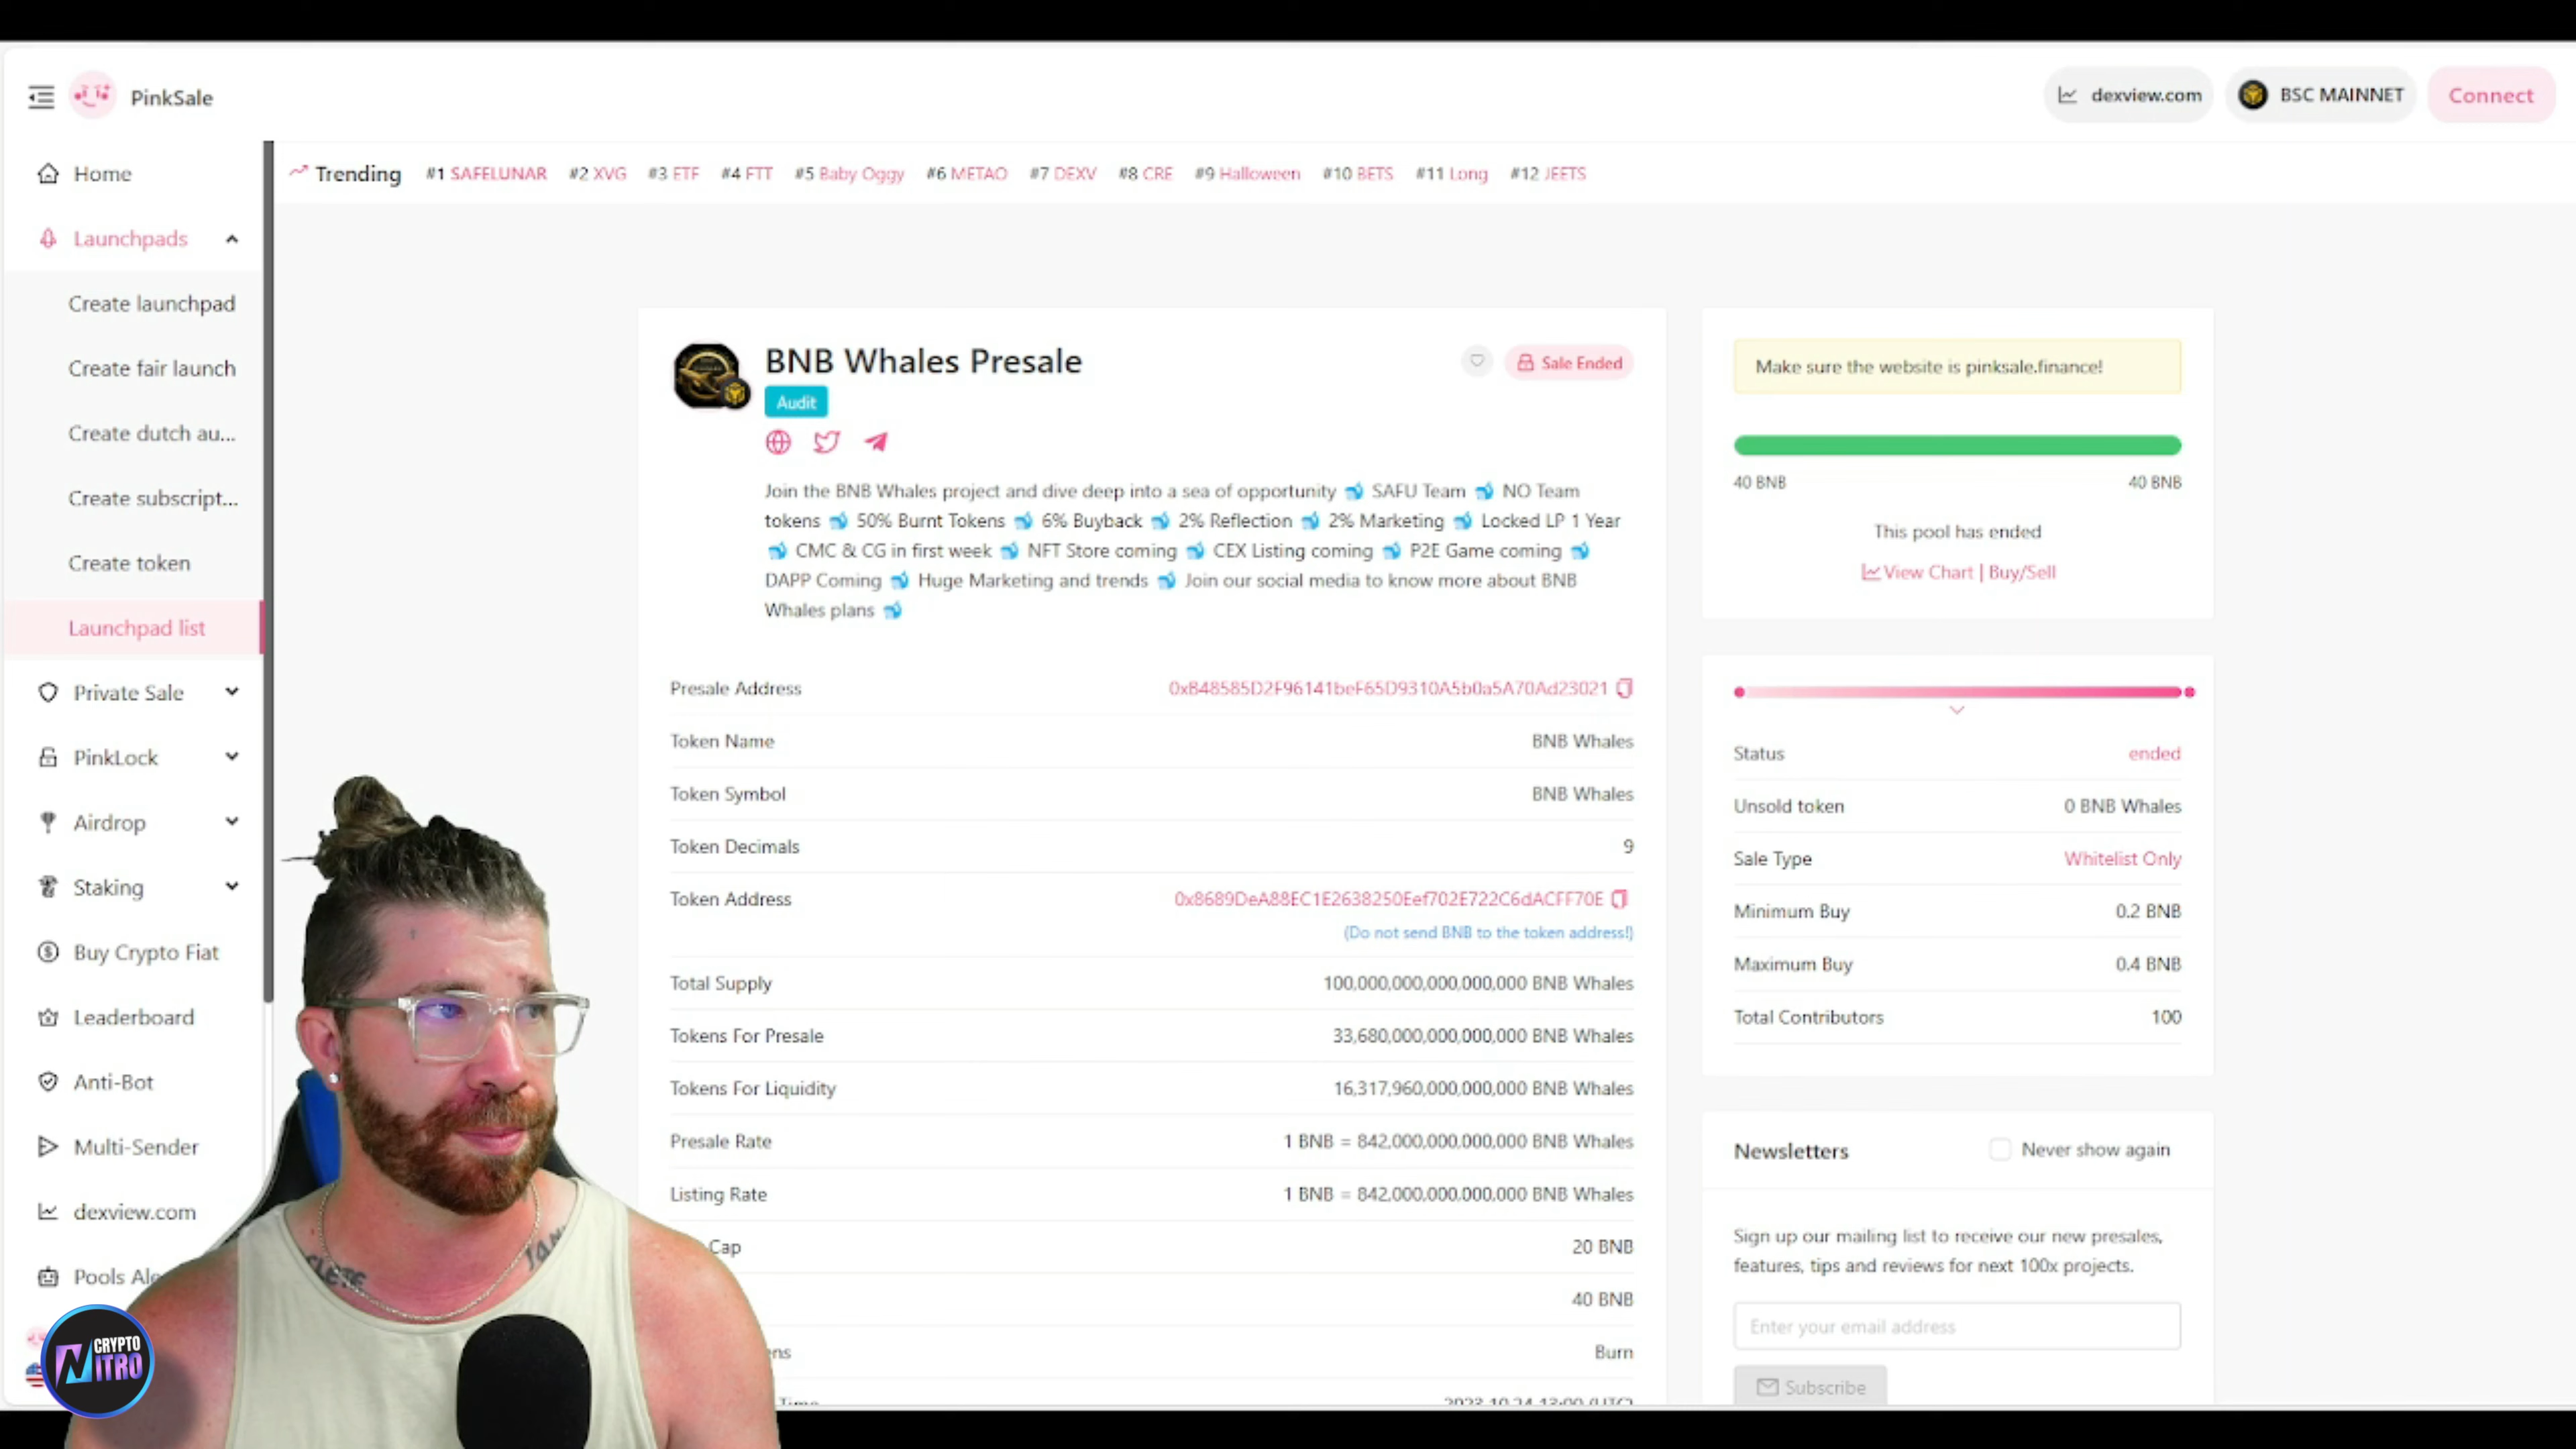 PinkSale
dexview.com
BSC MAINNET
Connect
Home
Launchpads
Create launchpad
Create fair launch
Create dutch au...
Create subscript...
Create token
Launchpad list
Private Sale
PinkLock
Airdrop
Staking
Buy Crypto Fiat
Leaderboard
Anti-Bot
Multi-Sender
dexview.com
Pools Ale
Trending #1 SAFELUNAR #2 XVG #3 ETF #4 FTT #5 Baby Oggy #6 METAO #7 DEXV #8 CRE #9 Halloween #10 BETS #11 Long #12 JEETS
BNB Whales Presale
Sale Ended
Audit
Join the BNB Whales project and dive deep into a sea of opportunity 🐋 SAFU Team 🐋 NO Team
tokens 🐋 50% Burnt Tokens 🐋 6% Buyback 🐋 2% Reflection 🐋 2% Marketing 🐋 Locked LP 1 Year
🐋 CMC & CG in first week 🐋 NFT Store coming 🐋 CEX Listing coming 🐋 P2E Game coming 🐋
DAPP Coming 🐋 Huge Marketing and trends 🐋 Join our social media to know more about BNB
Whales plans 🐋
Presale Address 0xB48585D2F96141beF65D9310A5b0a5A70Ad23021
Token Name BNB Whales
Token Symbol BNB Whales
Token Decimals 9
Token Address 0x8689DeA88EC1E2638250Eef702E722C6dACFF70E
(Do not send BNB to the token address!)
Total Supply 100,000,000,000,000,000 BNB Whales
Tokens For Presale 33,680,000,000,000,000 BNB Whales
Tokens For Liquidity 16,317,960,000,000,000 BNB Whales
Presale Rate 1 BNB = 842,000,000,000,000 BNB Whales
Listing Rate 1 BNB = 842,000,000,000,000 BNB Whales
Cap 20 BNB
40 BNB
ens Burn
Time 2023.10.24 13:00 (UTC)
Make sure the website is pinksale.finance!
40 BNB 40 BNB
This pool has ended
View Chart | Buy/Sell
Status ended
Unsold token 0 BNB Whales
Sale Type Whitelist Only
Minimum Buy 0.2 BNB
Maximum Buy 0.4 BNB
Total Contributors 100
Newsletters Never show again
Sign up our mailing list to receive our new presales,
features, tips and reviews for next 100x projects.
Enter your email address
Subscribe
CRYPTO
NITRO